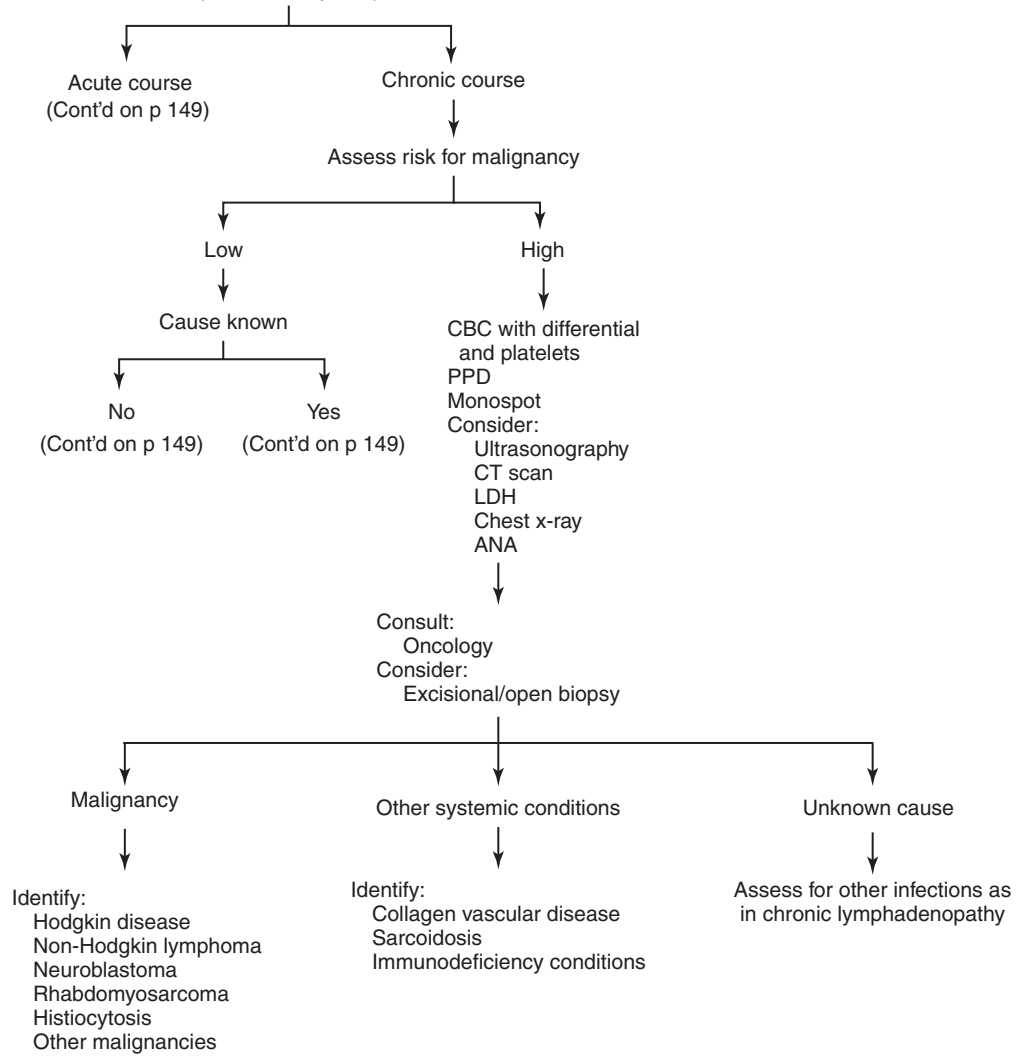 Acute course
(Cont'd on p 149)
Chronic course
Assess risk for malignancy
Low
High
Cause known
No
(Cont'd on p 149)
Yes
(Cont'd on p 149)
CBC with differential
and platelets
PPD
Monospot
Consider:
Ultrasonography
CT scan
LDH
Chest x-ray
ANA
Consult:
Oncology
Consider:
Excisional/open biopsy
Malignancy
Other systemic conditions
Unknown cause
Identify:
Hodgkin disease
Non-Hodgkin lymphoma
Neuroblastoma
Rhabdomyosarcoma
Histiocytosis
Other malignancies
Identify:
Collagen vascular disease
Sarcoidosis
Immunodeficiency conditions
Assess for other infections as
in chronic lymphadenopathy